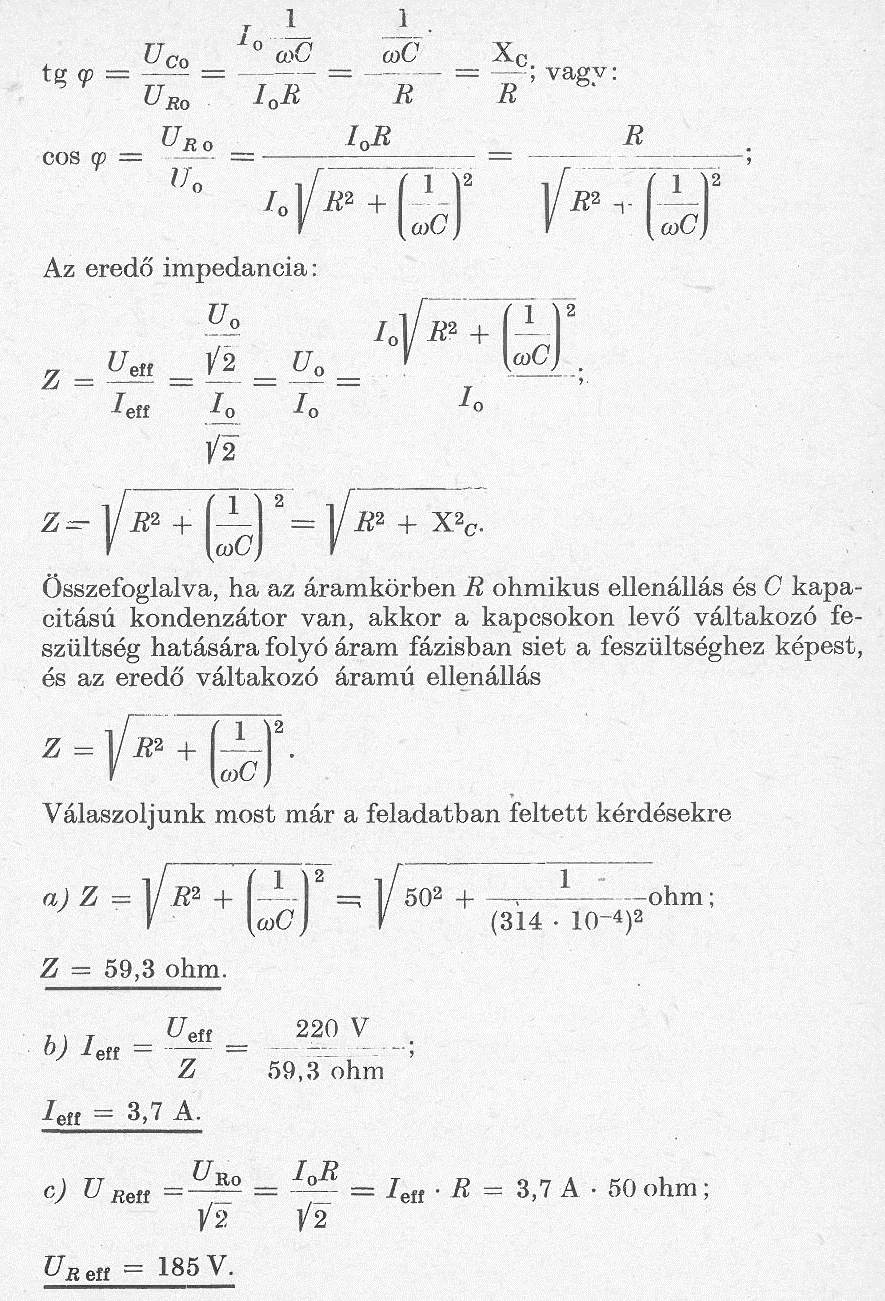 tg φ = U_Co / U_Ro = (I_o 1/ωC) / (I_o R) = (1/ωC) / R = X_C / R; vagy:
cos φ = U_Ro / U_o = I_o R / (I_o √(R² + (1/ωC)²)) = R / √(R² + (1/ωC)²);
Az eredő impedancia:
Z = U_eff / I_eff = (U_o/√2) / (I_o/√2) = U_o / I_o = I_o √(R² + (1/ωC)²) / I_o;
Z = √(R² + (1/ωC)²) = √(R² + X²_C).
Összefoglalva, ha az áramkörben R ohmikus ellenállás és C kapa-
citású kondenzátor van, akkor a kapcsokon levő váltakozó fe-
szültség hatására folyó áram fázisban siet a feszültséghez képest,
és az eredő váltakozó áramú ellenállás
Z = √(R² + (1/ωC)²).
Válaszoljunk most már a feladatban feltett kérdésekre
a) Z = √(R² + (1/ωC)²) = √(50² + 1/(314 · 10⁻⁴)²) ohm;
Z = 59,3 ohm.
b) I_eff = U_eff / Z = 220 V / 59,3 ohm;
I_eff = 3,7 A.
c) U_Reff = U_Ro / √2 = I_o R / √2 = I_eff · R = 3,7 A · 50 ohm;
U_R eff = 185 V.